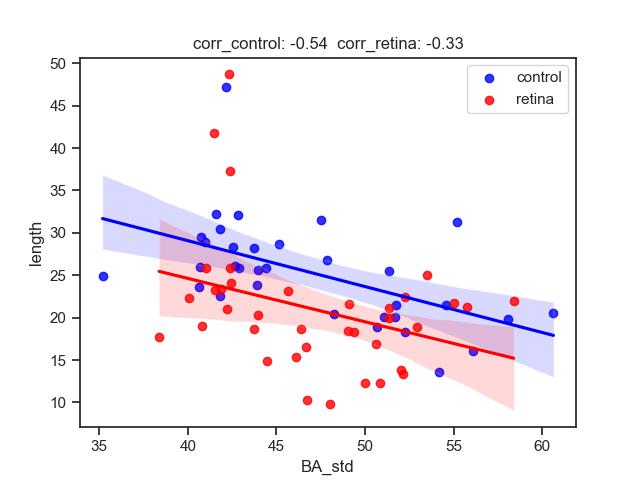 corr_control: -0.54  corr_retina: -0.33
50
45
40
35
30
25
20
15
10
length
control
retina
35 40 45 50 55 60
BA_std